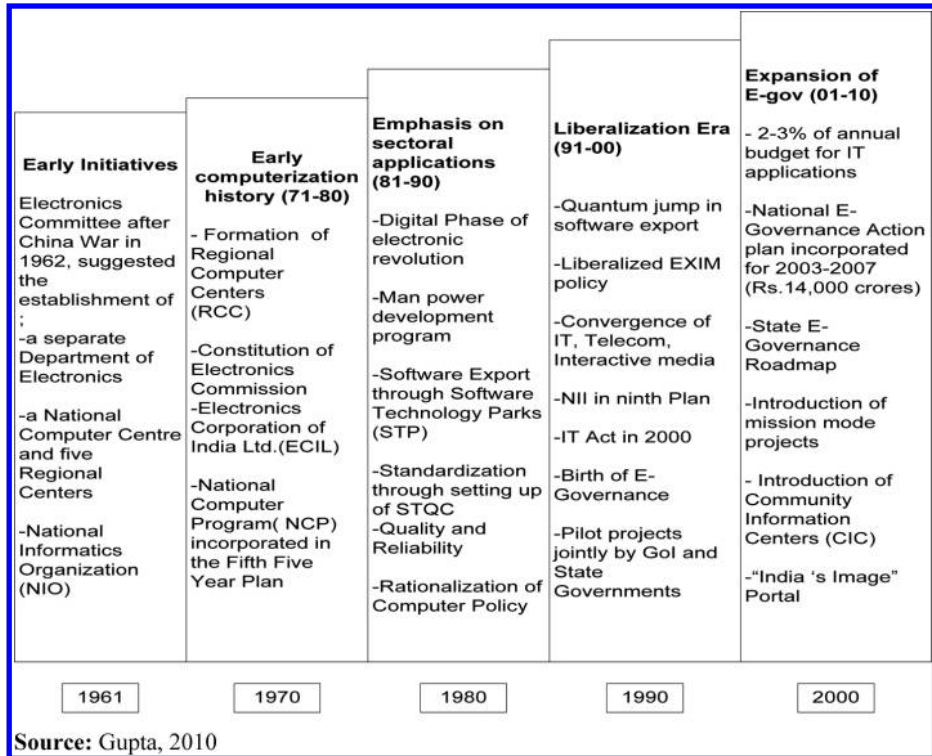 Early Initiatives
Electronics
Committee after
China War in
1962, suggested
the
establishment of
;
-a separate
Department of
Electronics
-a National
Computer Centre
and five
Regional
Centers
-National
Informatics
Organization
(NIO)
Early
computerization
history (71-80)
- Formation of
Regional
Computer
Centers
(RCC)
-Constitution of
Electronics
Commission
-Electronics
Corporation of
India Ltd.(ECIL)
-National
Computer
Program( NCP)
incorporated in
the Fifth Five
Year Plan
Emphasis on
sectoral
applications
(81-90)
-Digital Phase of
electronic
revolution
-Man power
development
program
-Software Export
through Software
Technology Parks
(STP)
-Standardization
through setting up
of STQC
-Quality and
Reliability
-Rationalization of
Computer Policy
Liberalization Era
(91-00)
-Quantum jump in
software export
-Liberalized EXIM
policy
-Convergence of
IT, Telecom,
Interactive media
-NII in ninth Plan
-IT Act in 2000
-Birth of E-
Governance
-Pilot projects
jointly by GoI and
State
Governments
Expansion of
E-gov (01-10)
- 2-3% of annual
budget for IT
applications
-National E-
Governance Action
plan incorporated
for 2003-2007
(Rs.14,000 crores)
-State E-
Governance
Roadmap
-Introduction of
mission mode
projects
- Introduction of
Community
Information
Centers (CIC)
-“India ‘s Image”
Portal
1961
1970
1980
1990
2000
Source: Gupta, 2010